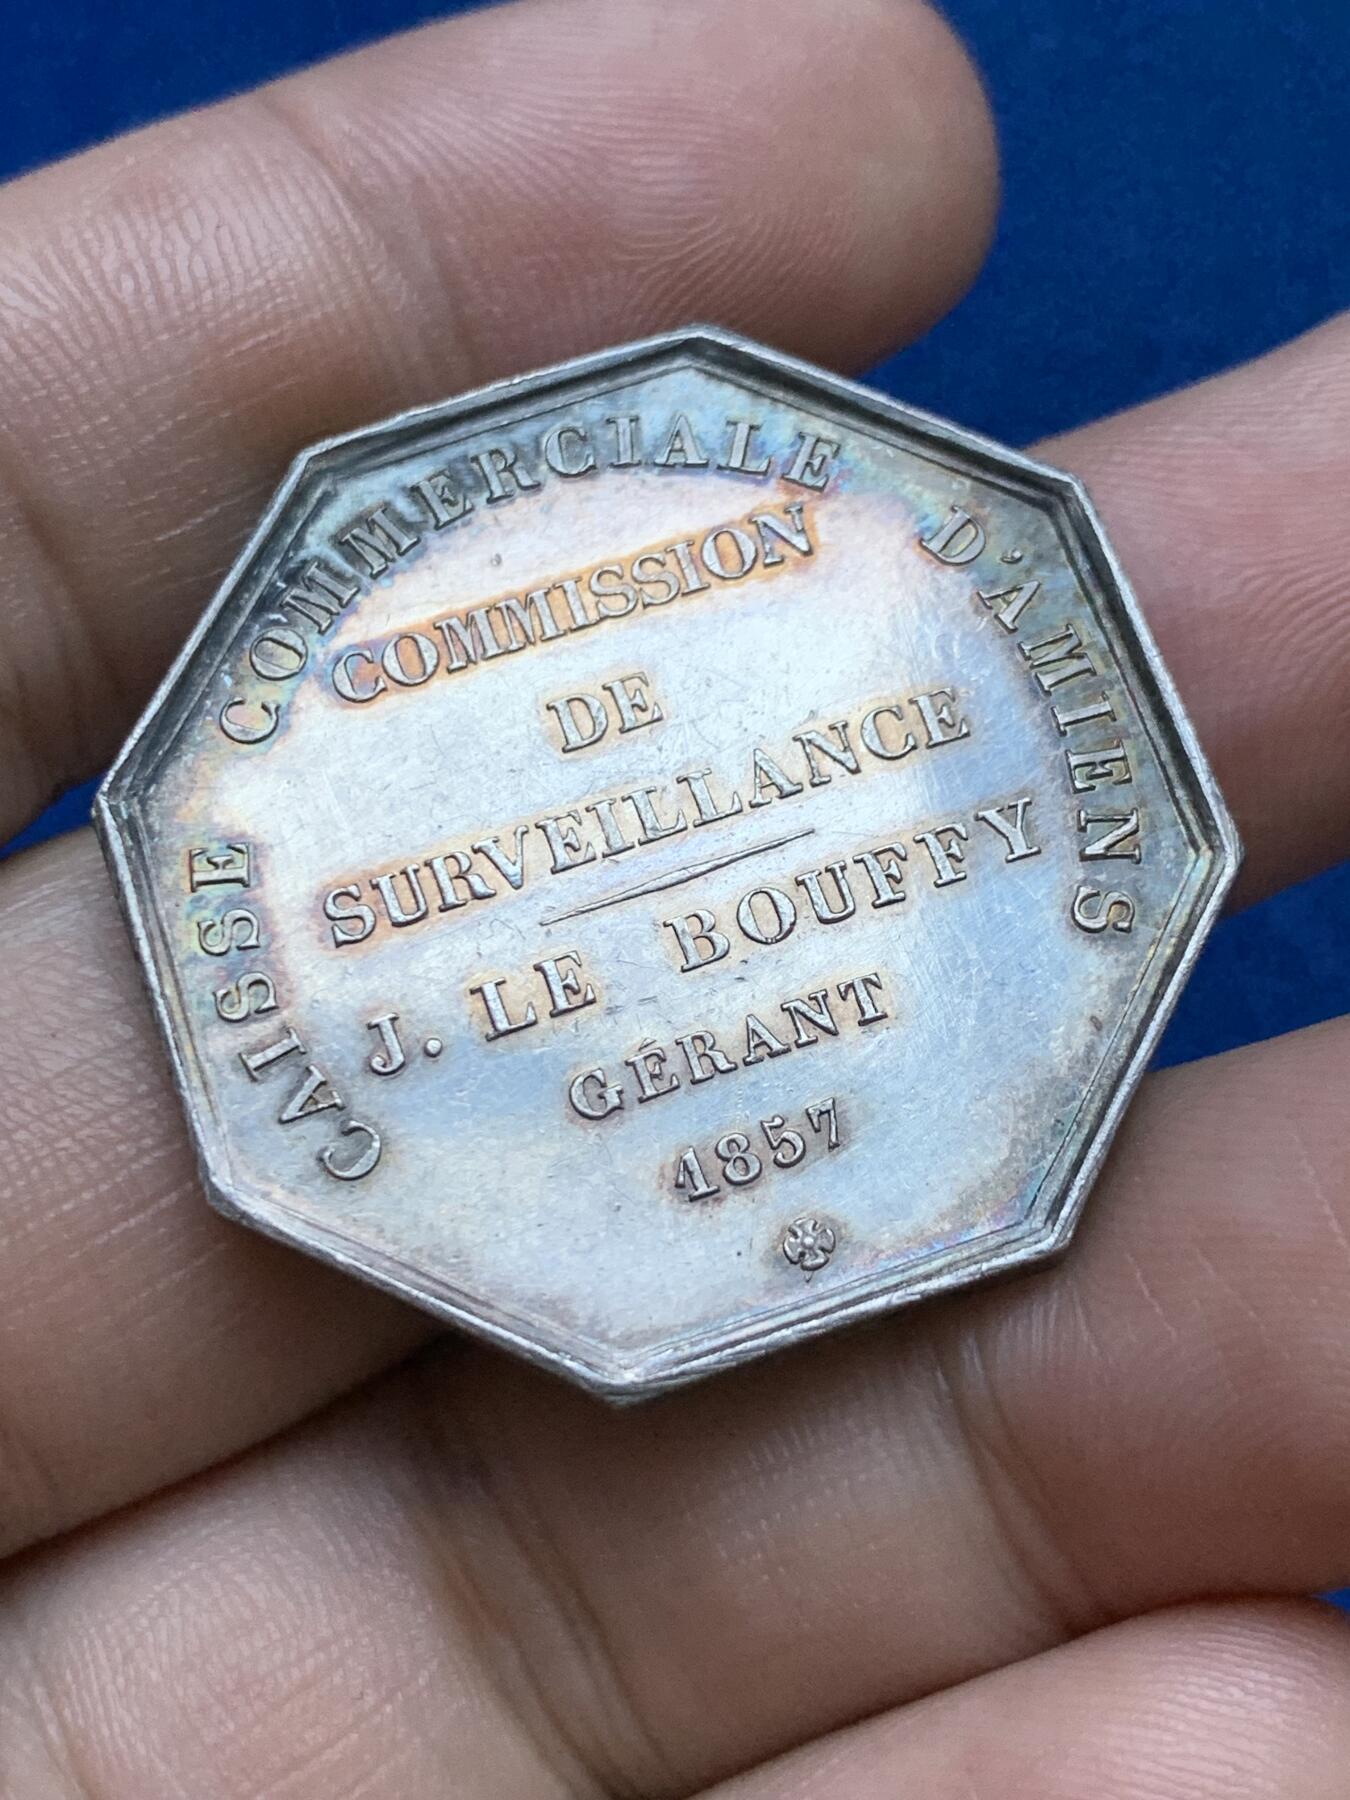 CAISSE COMMERCIALE D'AMIENS
COMMISSION
DE
SURVEILLANCE
J. LE BOUFFY
GÉRANT
1857